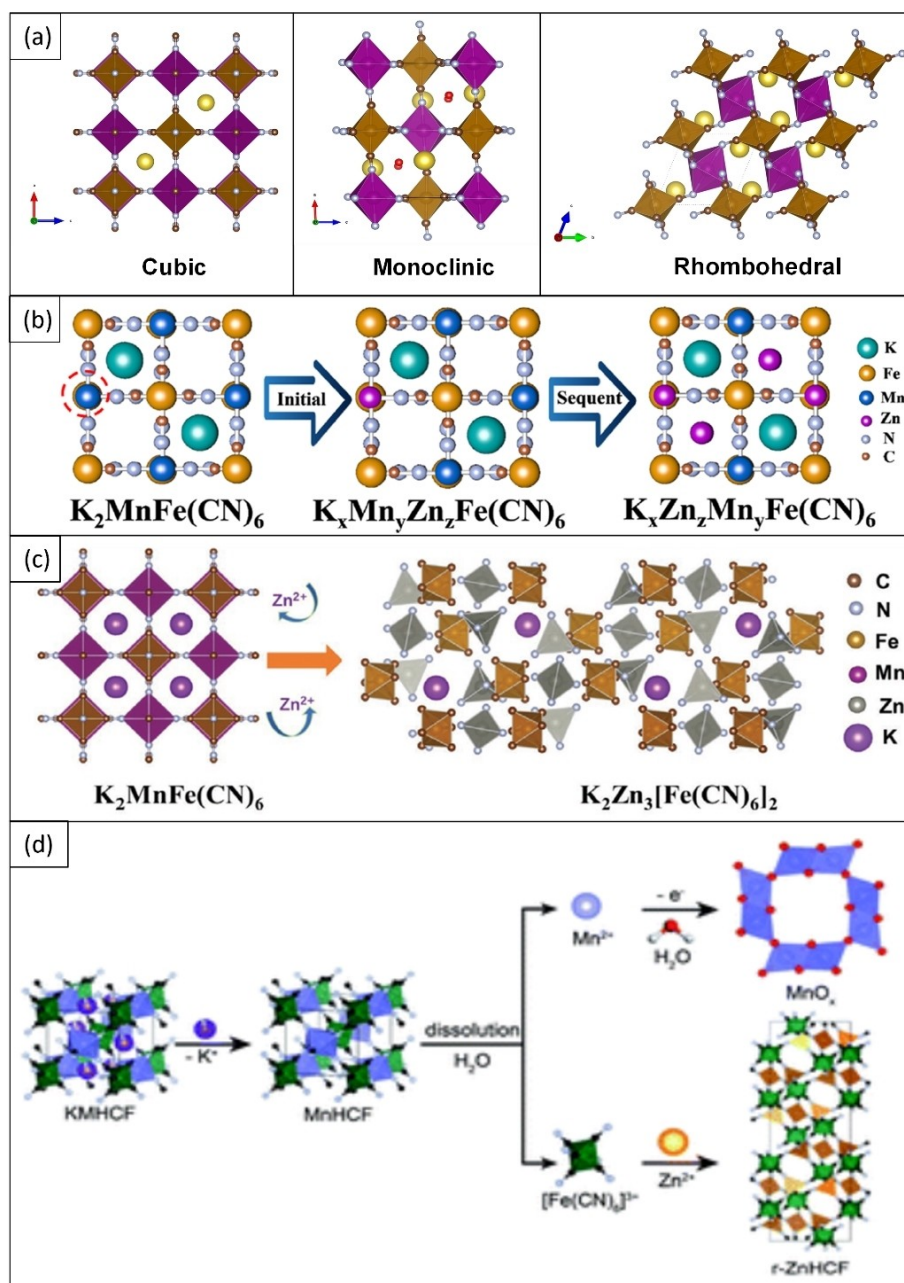 (a)
Cubic
Monoclinic
Rhombohedral
(b)
Initial
Sequent
K
Fe
Mn
Zn
N
C
K₂MnFe(CN)₆
KₓMnᵧZn_zFe(CN)₆
KₓZn_zMnᵧFe(CN)₆
(c)
Zn²⁺
Zn²⁺
C
N
Fe
Mn
Zn
K
K₂MnFe(CN)₆
K₂Zn₃[Fe(CN)₆]₂
(d)
KMHCF
- K⁺
MnHCF
dissolution
H₂O
Mn²⁺
- e⁻
H₂O
MnOₓ
[Fe(CN)₆]³⁻
Zn²⁺
r-ZnHCF